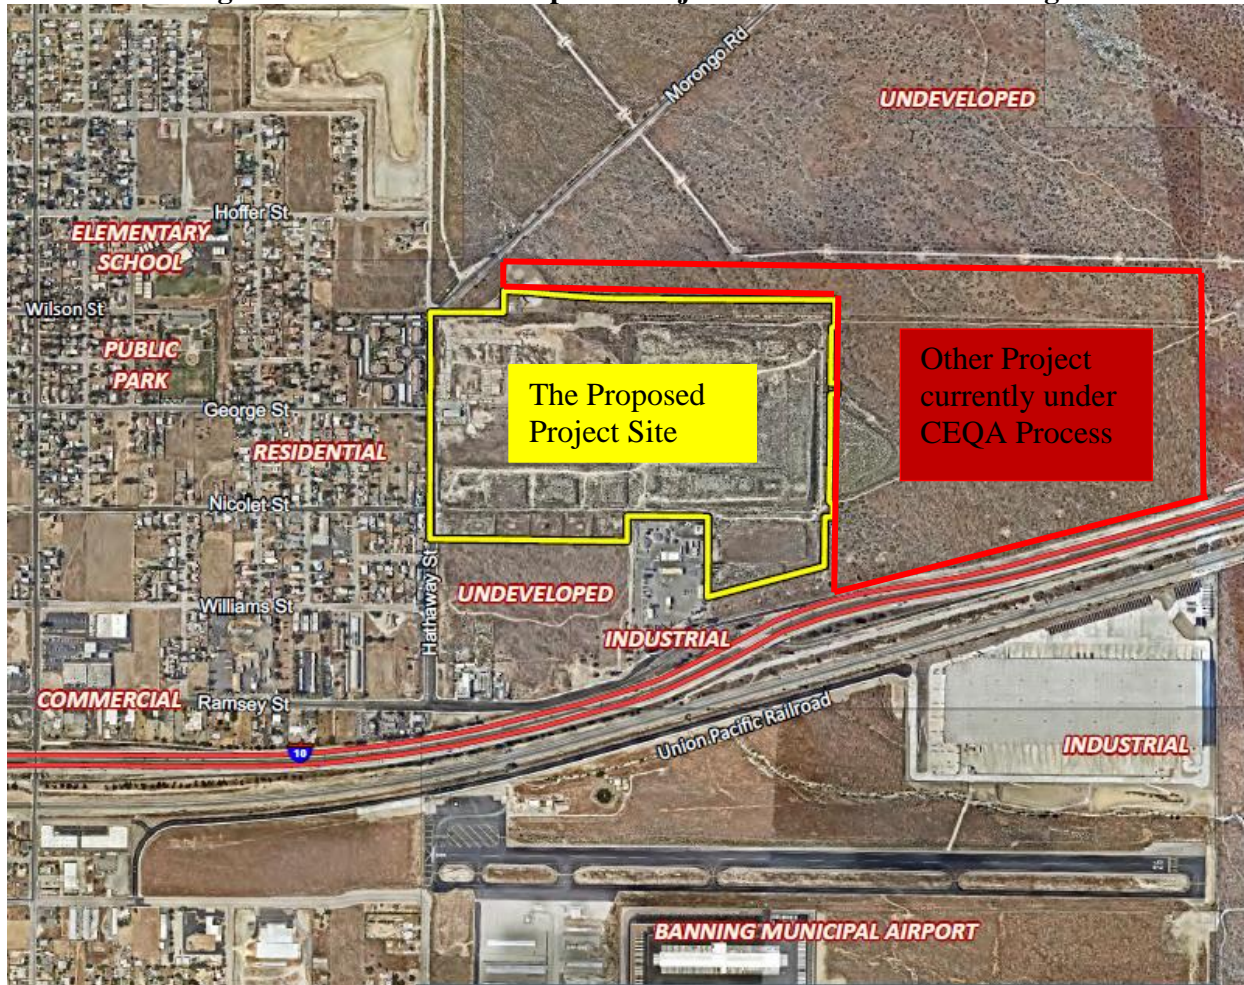 Morongo Rd
UNDEVELOPED
Hoffer St
ELEMENTARY
SCHOOL
Wilson St
PUBLIC
PARK
George St
The Proposed
Project Site
Other Project
currently under
CEQA Process
RESIDENTIAL
Nicolet St
UNDEVELOPED
Williams St
Hathaway St
INDUSTRIAL
COMMERCIAL
Ramsey St
10
Union Pacific Railroad
INDUSTRIAL
26
BANNING MUNICIPAL AIRPORT